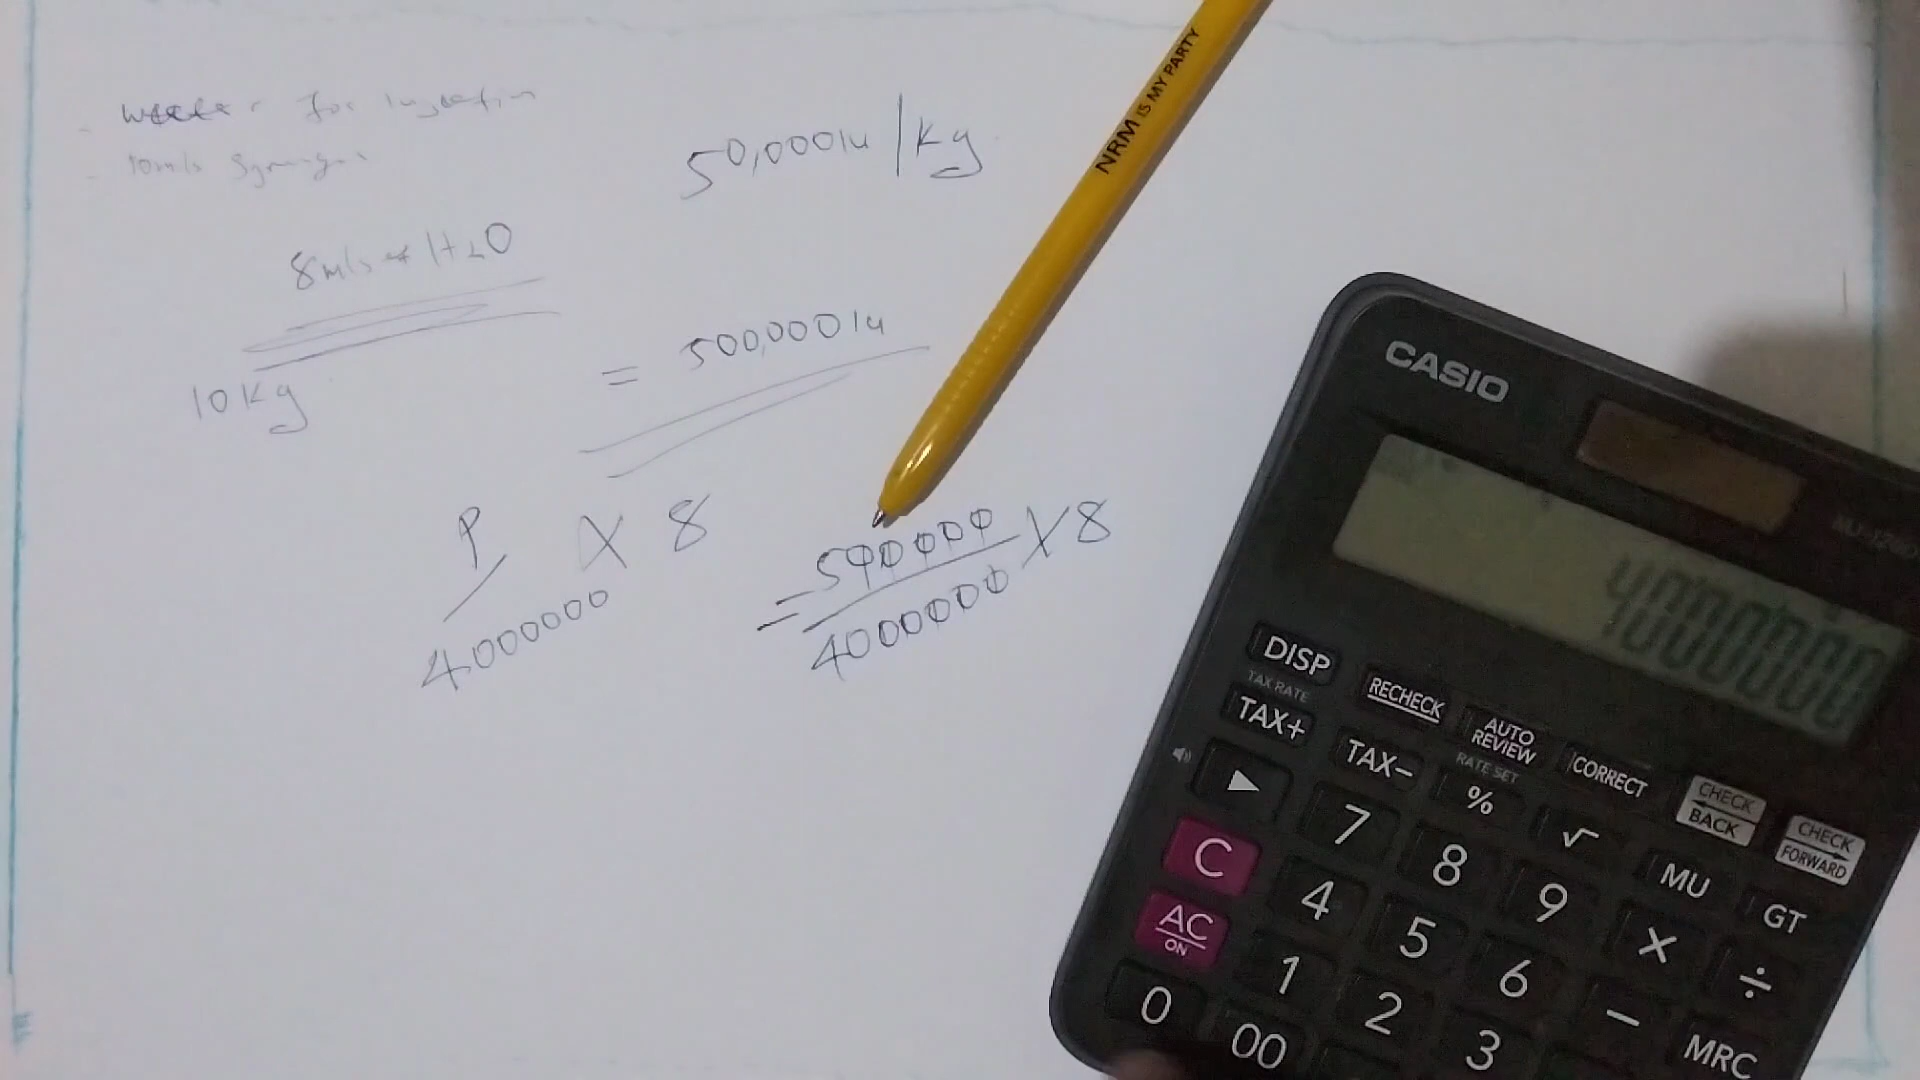 - Water for Injection
- 10mls Syringe
50,000iu/kg
8mls of H2O
= 500,000iu
10kg
P/4000000 X 8
= 500000/4000000 X 8
NRM IS MY PARTY
CASIO
4000000
DISP
RECHECK
AUTO REVIEW
CORRECT
CHECK BACK
CHECK FORWARD
TAX RATE
TAX+
TAX-
RATE SET
%
√
MU
GT
C
7
8
9
X
÷
AC
ON
4
5
6
−
MRC
0
1
2
3
00